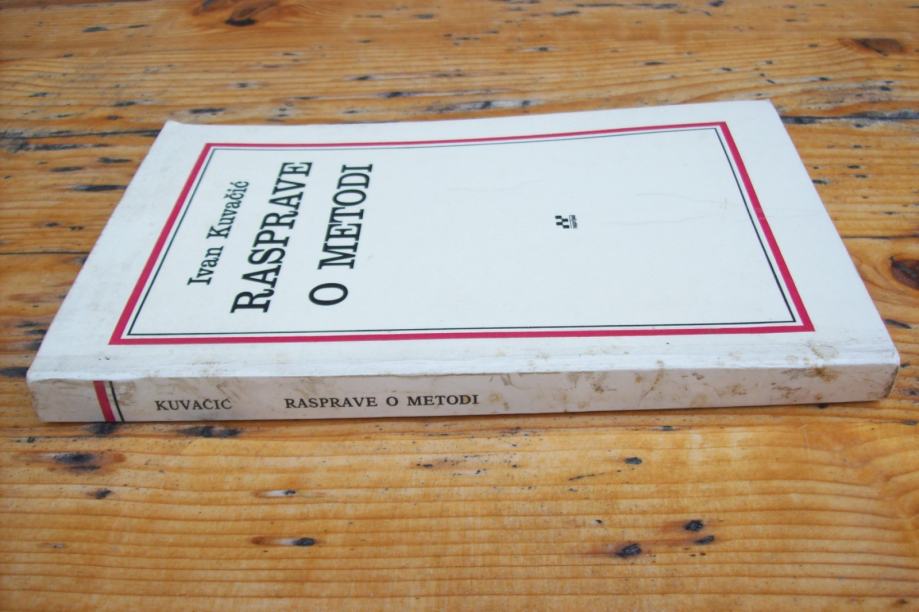 Ivan Kuvačić
RASPRAVE
O METODI
KUVAČIĆ RASPRAVE O METODI